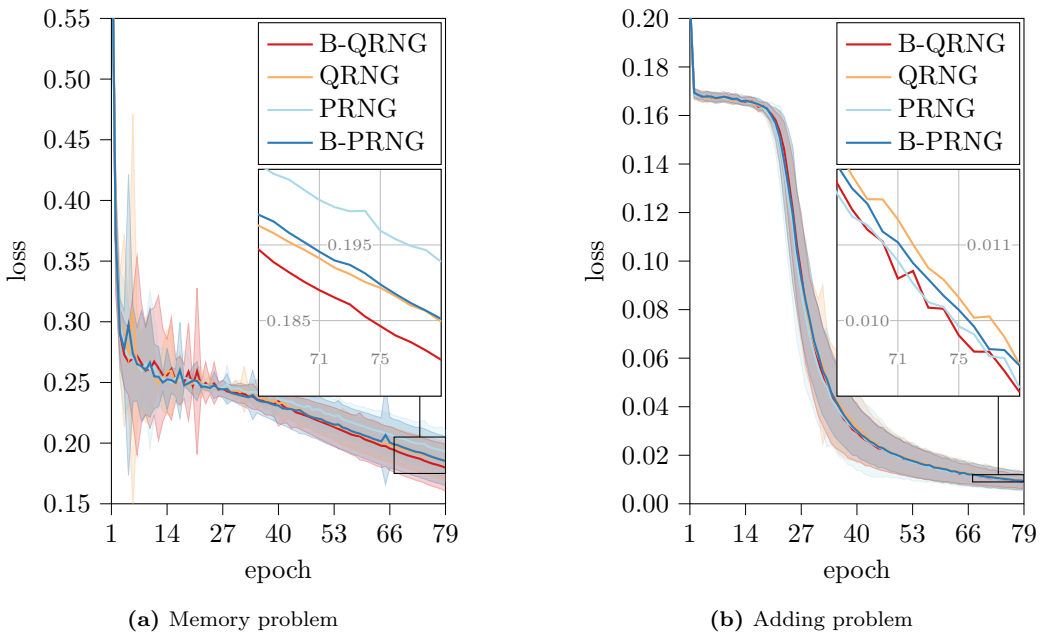 0.55
0.50
0.45
0.40
0.35
0.30
0.25
0.20
0.15
loss
B-QRNG
QRNG
PRNG
B-PRNG
0.195
0.185
71 75
1 14 27 40 53 66 79
epoch
(a) Memory problem
0.20
0.18
0.16
0.14
0.12
0.10
0.08
0.06
0.04
0.02
0.00
loss
B-QRNG
QRNG
PRNG
B-PRNG
0.011
0.010
71 75
1 14 27 40 53 66 79
epoch
(b) Adding problem